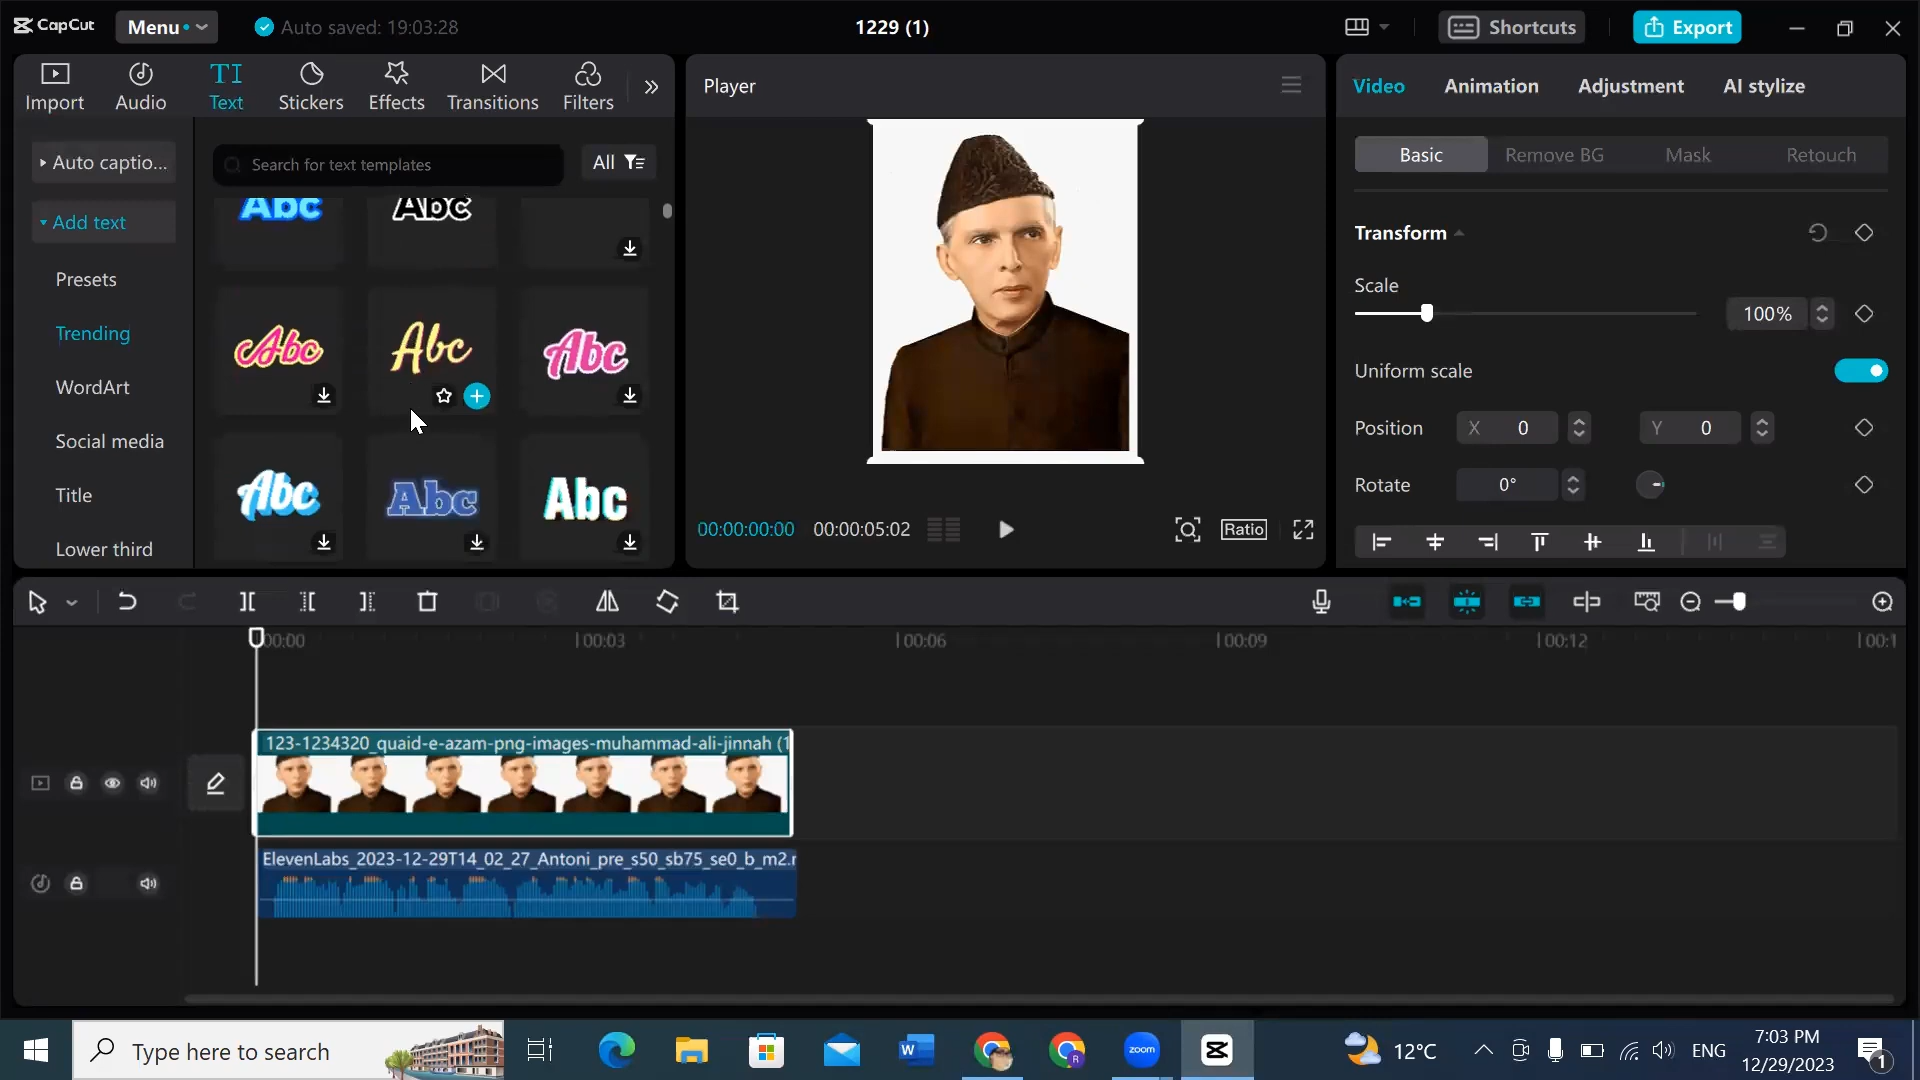 CapCut
Menu
Auto saved: 19:03:28
1229 (1)
Shortcuts
Export
Import
Audio
TI
Text
Stickers
Effects
Transitions
Filters
Player
Video
Animation
Adjustment
AI stylize
Auto captio...
Search for text templates
All
Basic
Remove BG
Mask
Retouch
Add text
Abc
Abc
Transform
Presets
Scale
100%
Trending
Abc
Abc
Abc
Uniform scale
WordArt
Position
X 0
Y 0
Social media
Rotate
0°
Title
Abc
Abc
Abc
Lower third
00:00:00:00
00:00:05:02
Ratio
00:00
00:03
00:06
00:09
00:12
00:1
123-1234320_quaid-e-azam-png-images-muhammad-ali-jinnah (1
ElevenLabs_2023-12-29T14_02_27_Antoni_pre_s50_sb75_se0_b_m2.r
Type here to search
W
R
zoom
12°C
ENG
7:03 PM
12/29/2023
1